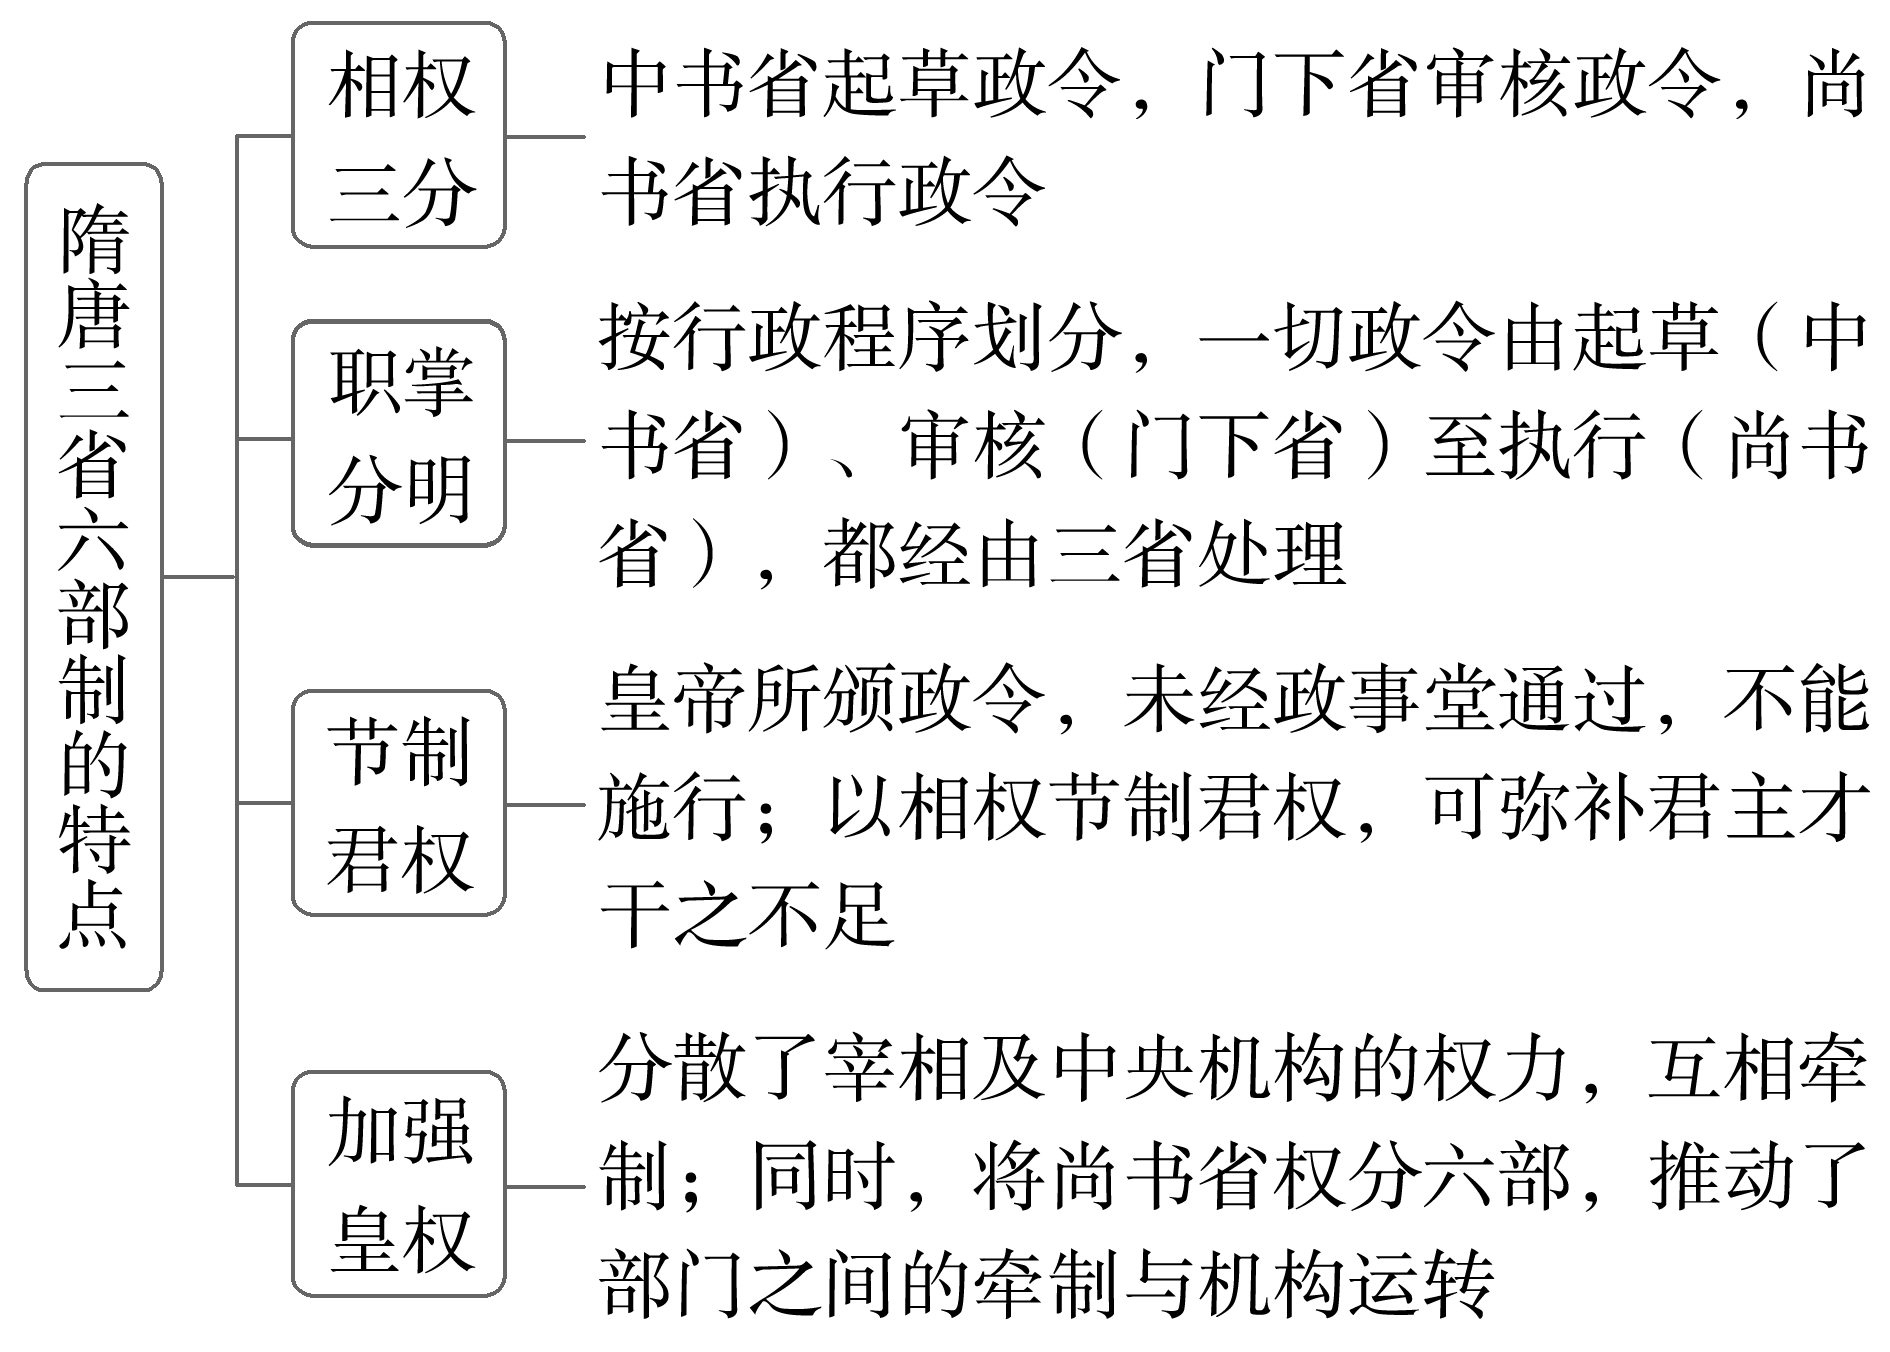 隋唐三省六部制的特点
相权
三分
中书省起草政令，门下省审核政令，尚
书省执行政令
职掌
分明
按行政程序划分，一切政令由起草（中
书省）、审核（门下省）至执行（尚书
省），都经由三省处理
节制
君权
皇帝所颁政令，未经政事堂通过，不能
施行；以相权节制君权，可弥补君主才
干之不足
加强
皇权
分散了宰相及中央机构的权力，互相牵
制；同时，将尚书省权分六部，推动了
部门之间的牵制与机构运转